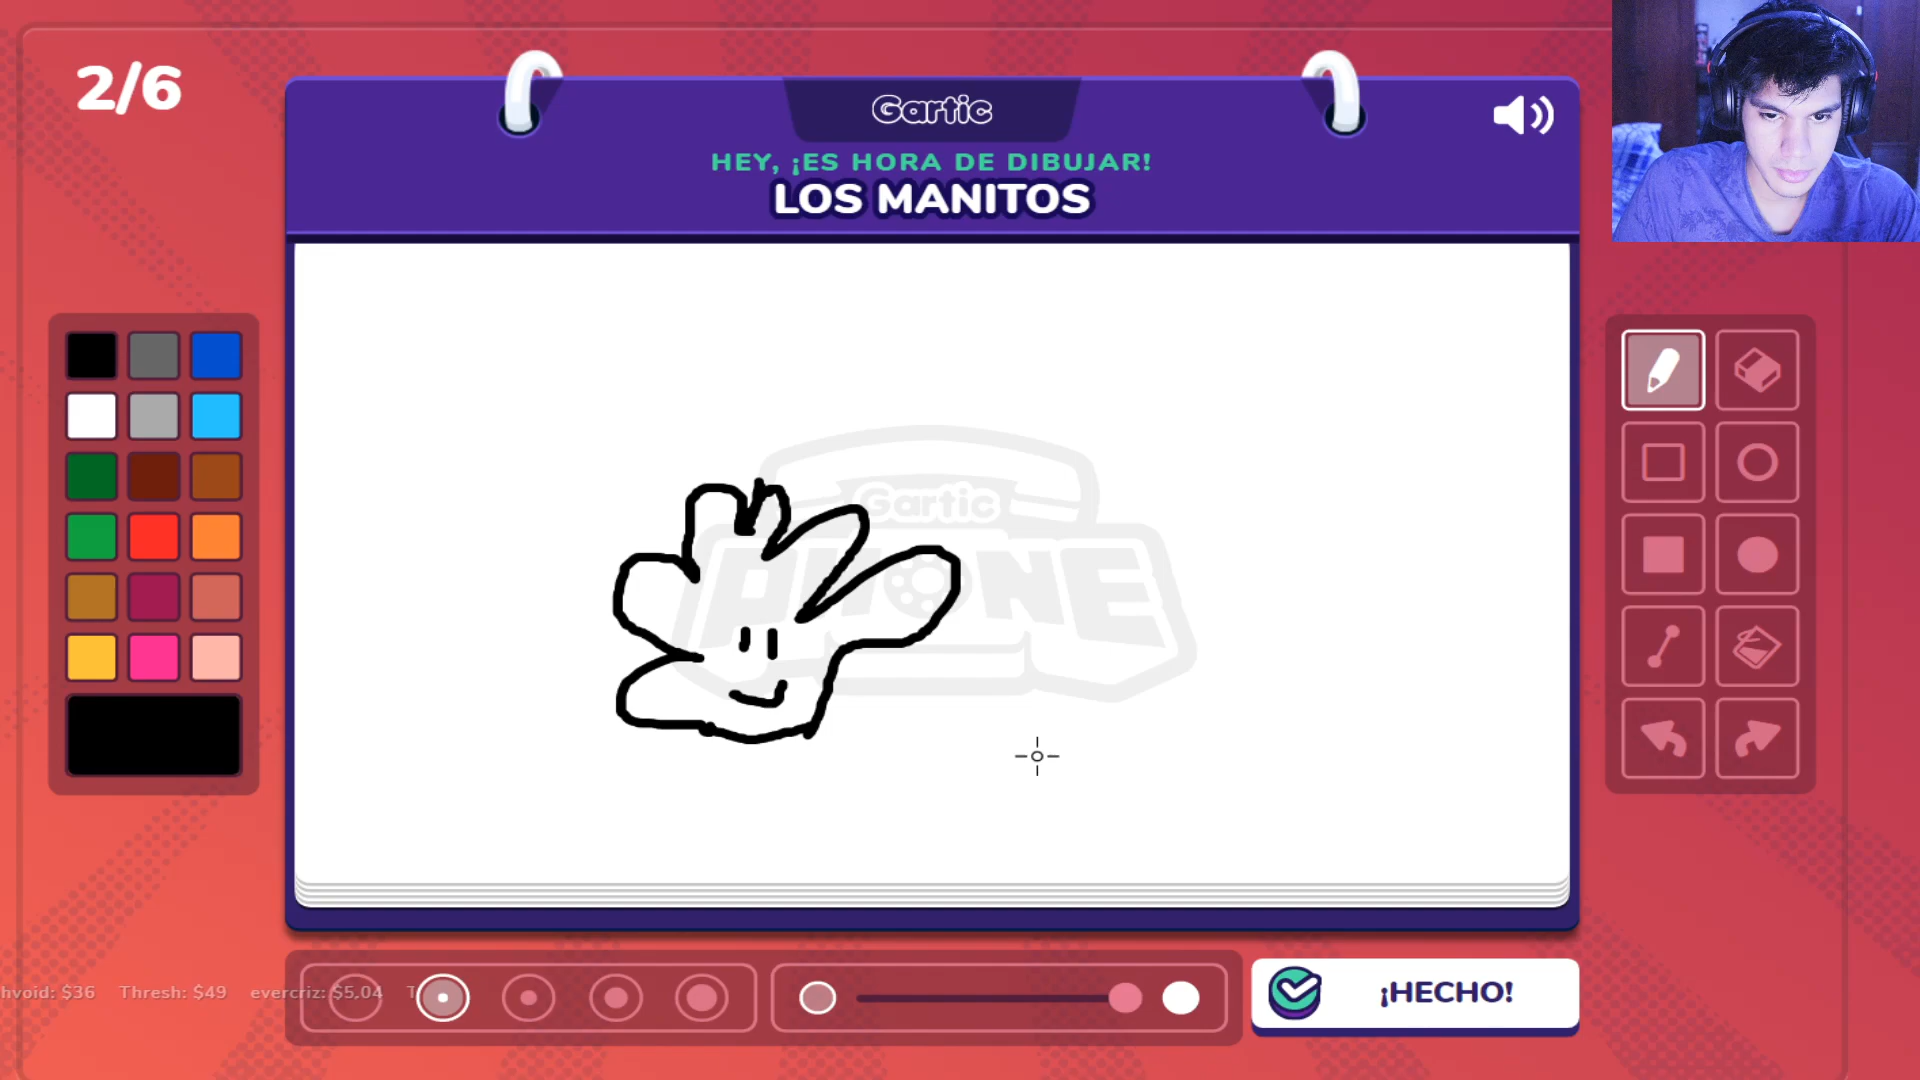 2/6
Gartic
HEY, ¡ES HORA DE DIBUJAR!
LOS MANITOS
Gartic
PHONE
hvoid: $36 Thresh: $49 evercriz: $5,04 T
¡HECHO!